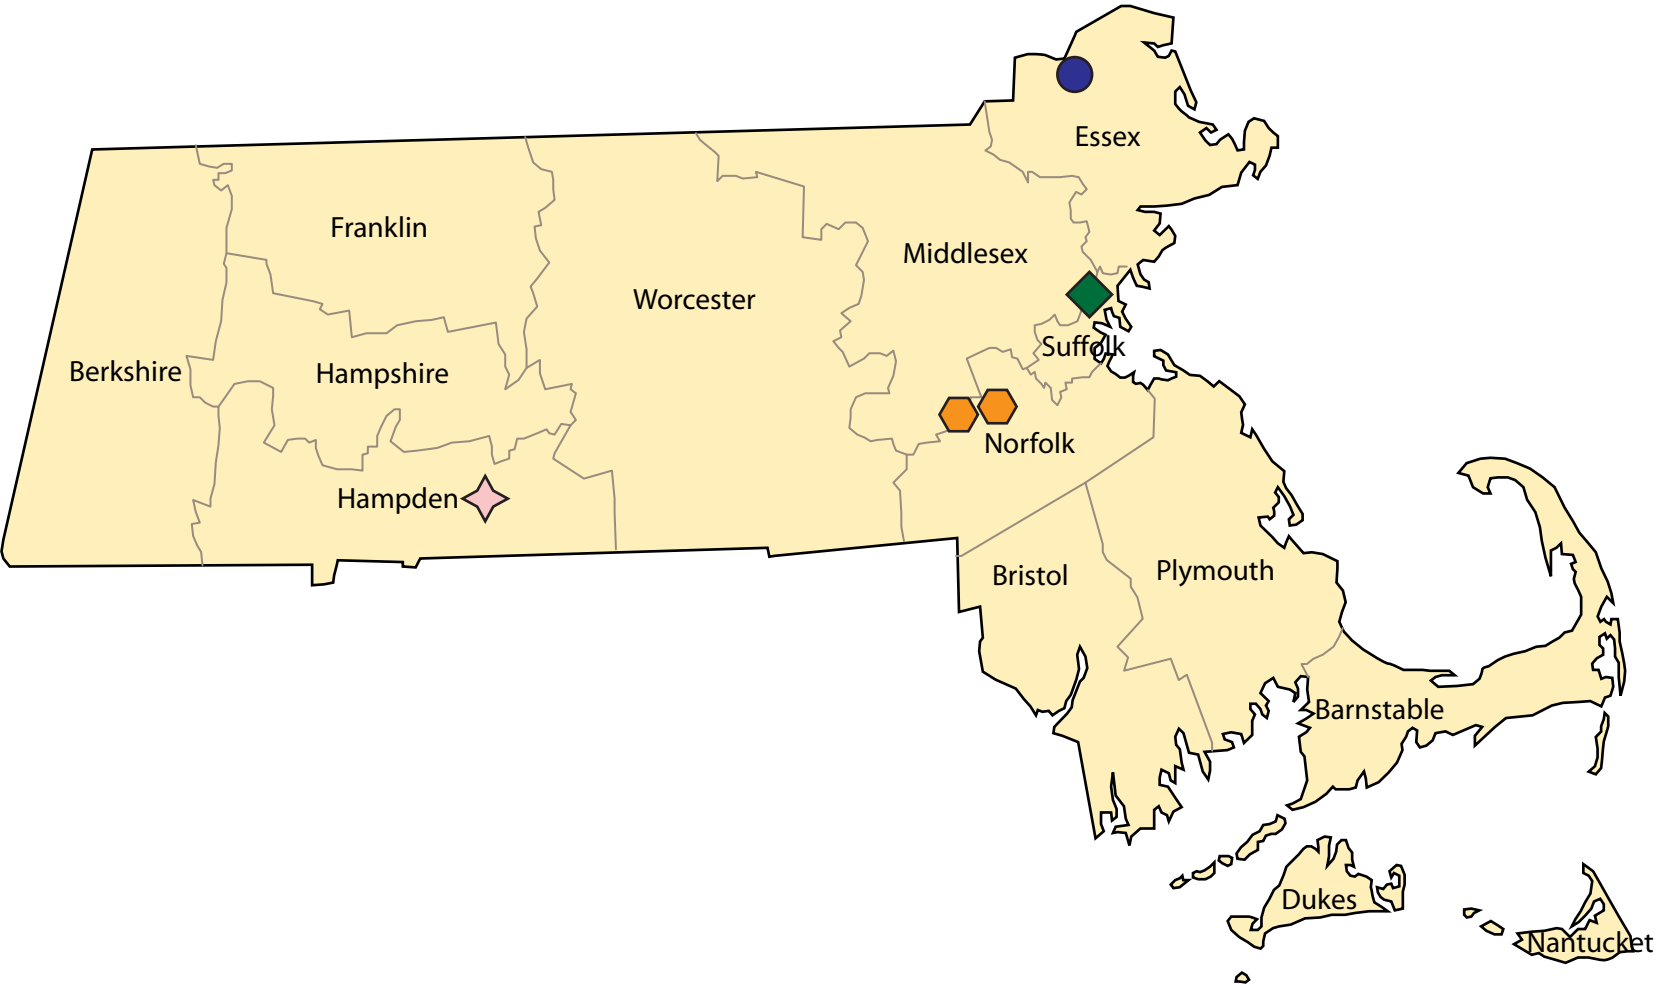 Essex
Franklin
Middlesex
Worcester
Suffolk
Berkshire
Hampshire
Norfolk
Hampden
Bristol
Plymouth
Barnstable
Dukes
Nantucket